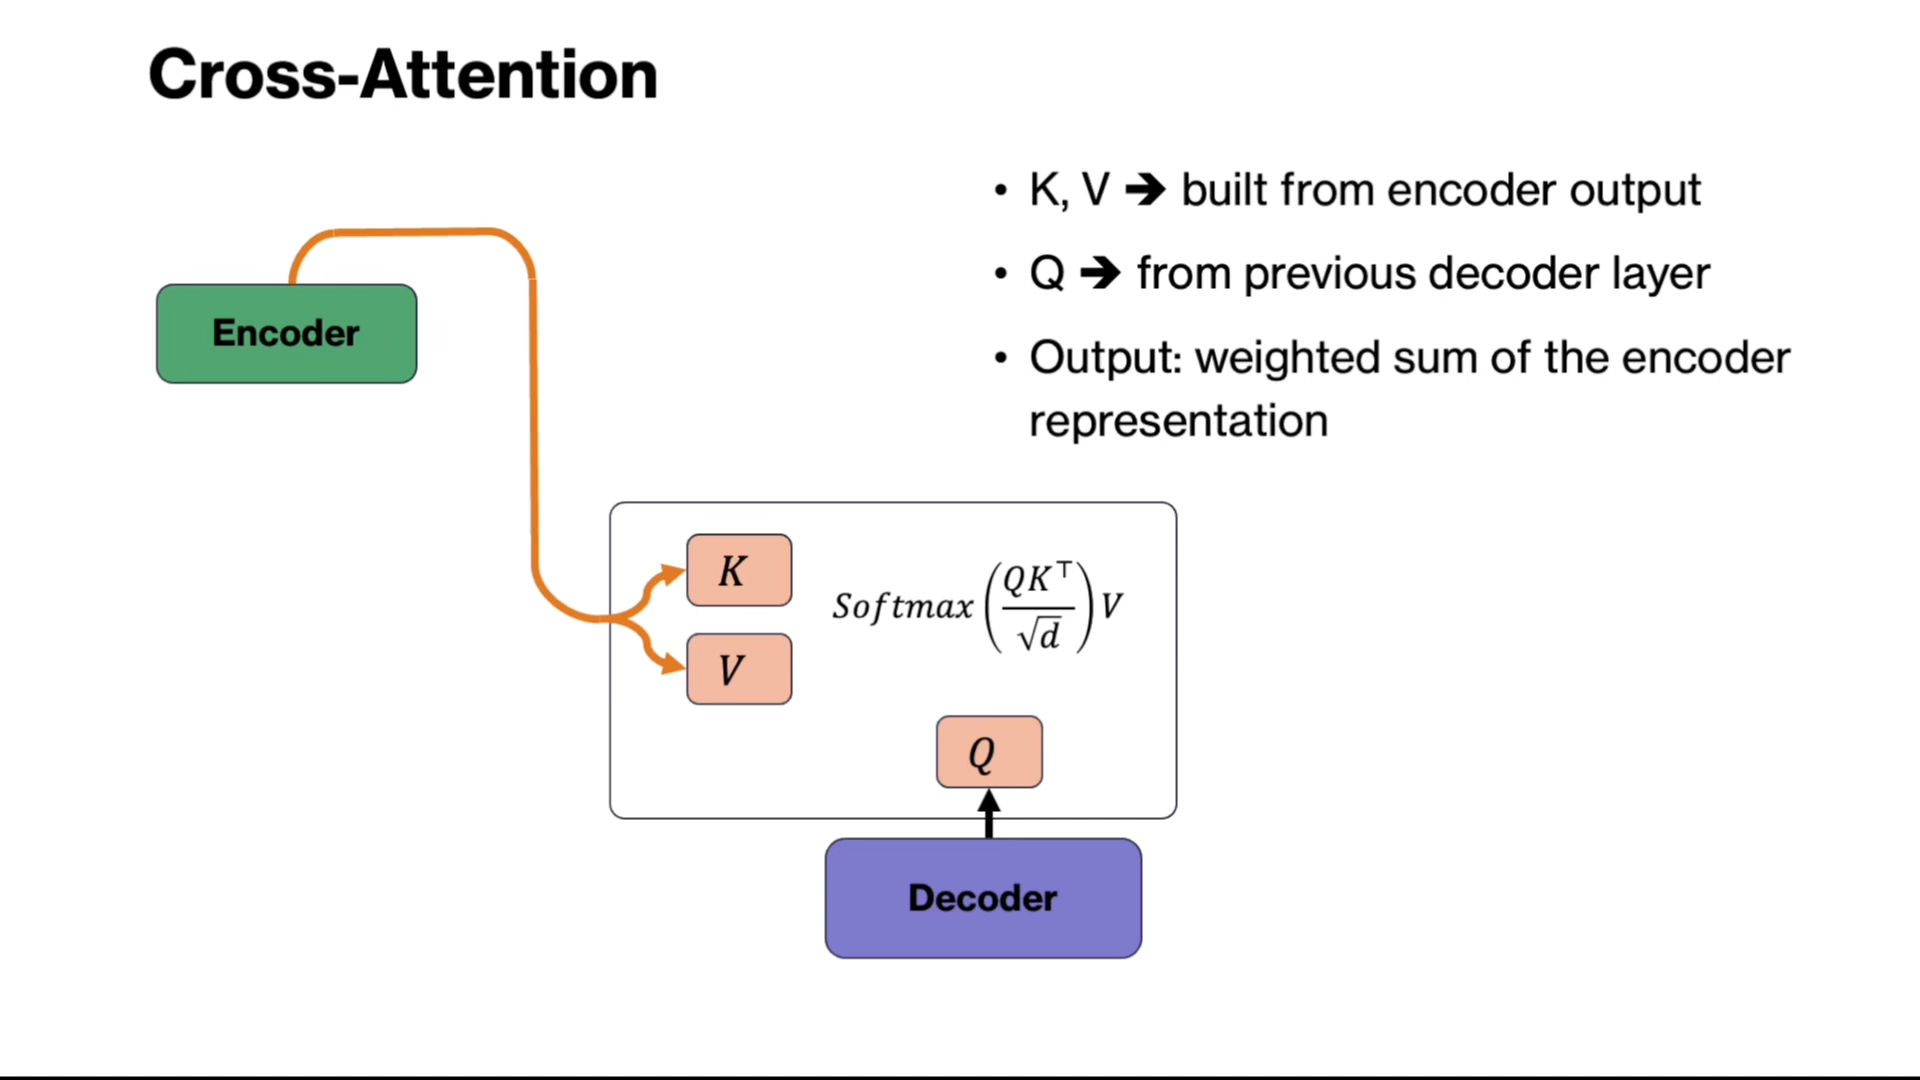 Cross-Attention
• K, V ➔ built from encoder output
• Q ➔ from previous decoder layer
• Output: weighted sum of the encoder
representation
Encoder
K
V
Softmax(QK⊤/√d)V
Q
Decoder